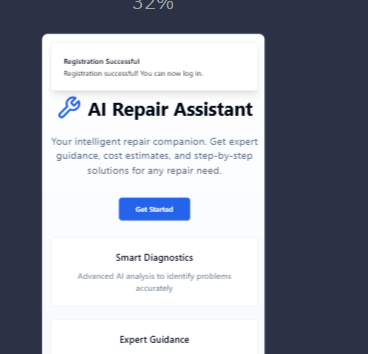 32%
Registration Successful
Registration successful! You can now log in.
AI Repair Assistant
Your intelligent repair companion. Get expert
guidance, cost estimates, and step-by-step
solutions for any repair need.
Get Started
Smart Diagnostics
Advanced AI analysis to identify problems
accurately
Expert Guidance